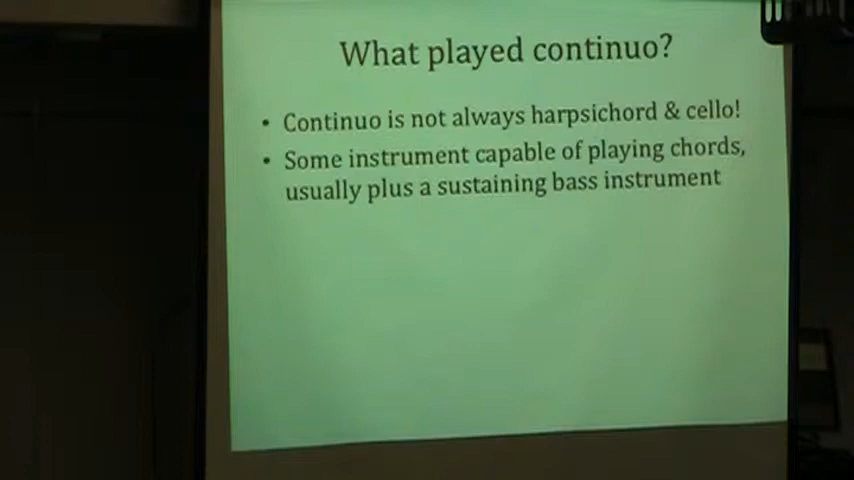 What played continuo?
• Continuo is not always harpsichord & cello!
• Some instrument capable of playing chords,
usually plus a sustaining bass instrument